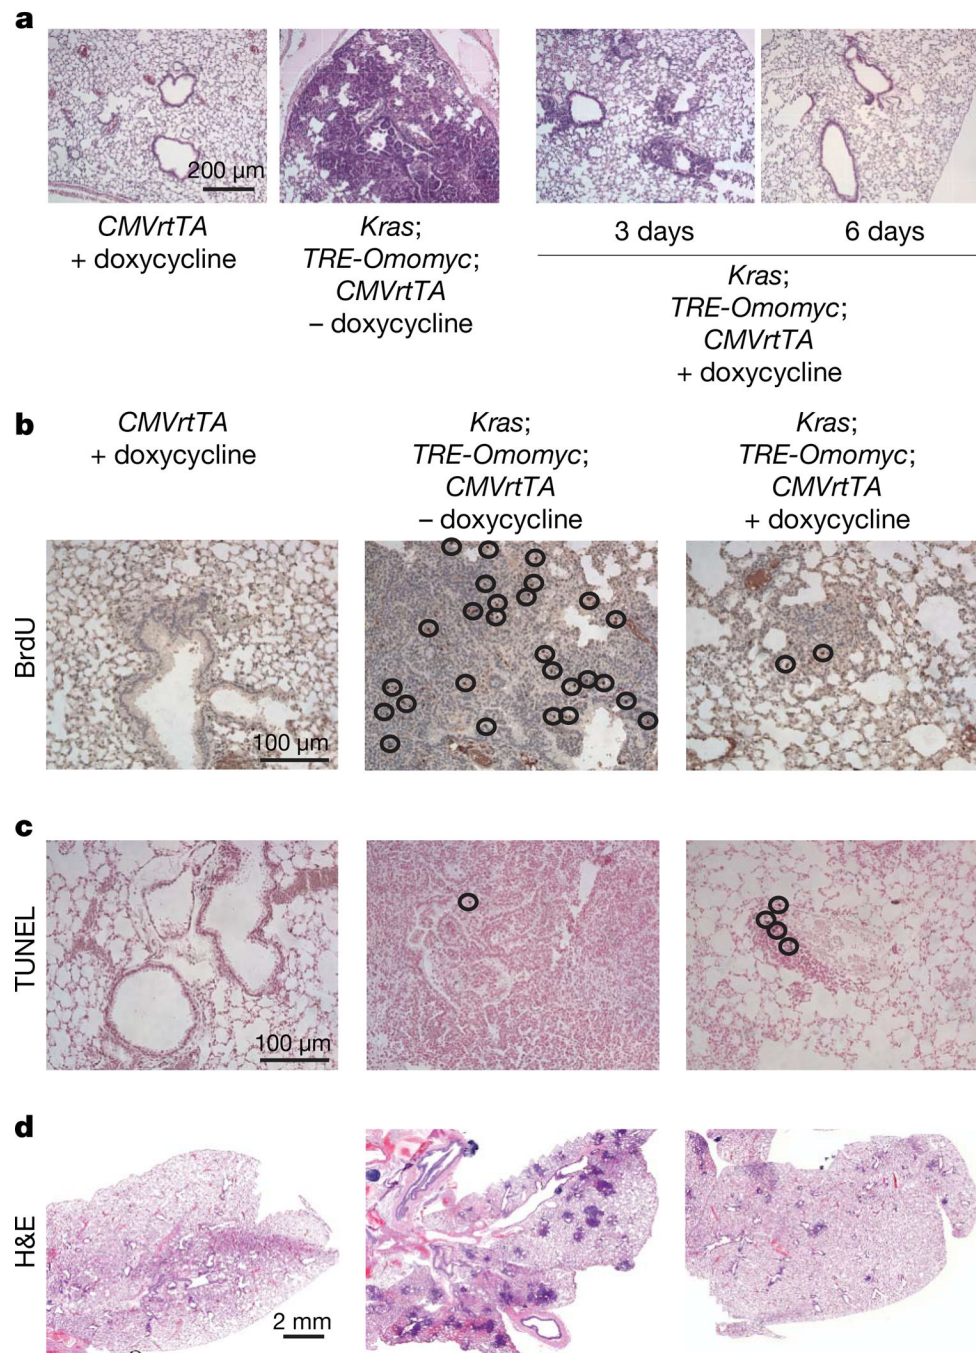 a
200 µm
CMVrtTA
+ doxycycline
Kras;
TRE-Omomyc;
CMVrtTA
– doxycycline
3 days
6 days
Kras;
TRE-Omomyc;
CMVrtTA
+ doxycycline
b
CMVrtTA
+ doxycycline
Kras;
TRE-Omomyc;
CMVrtTA
– doxycycline
Kras;
TRE-Omomyc;
CMVrtTA
+ doxycycline
BrdU
100 µm
c
TUNEL
100 µm
d
H&E
2 mm